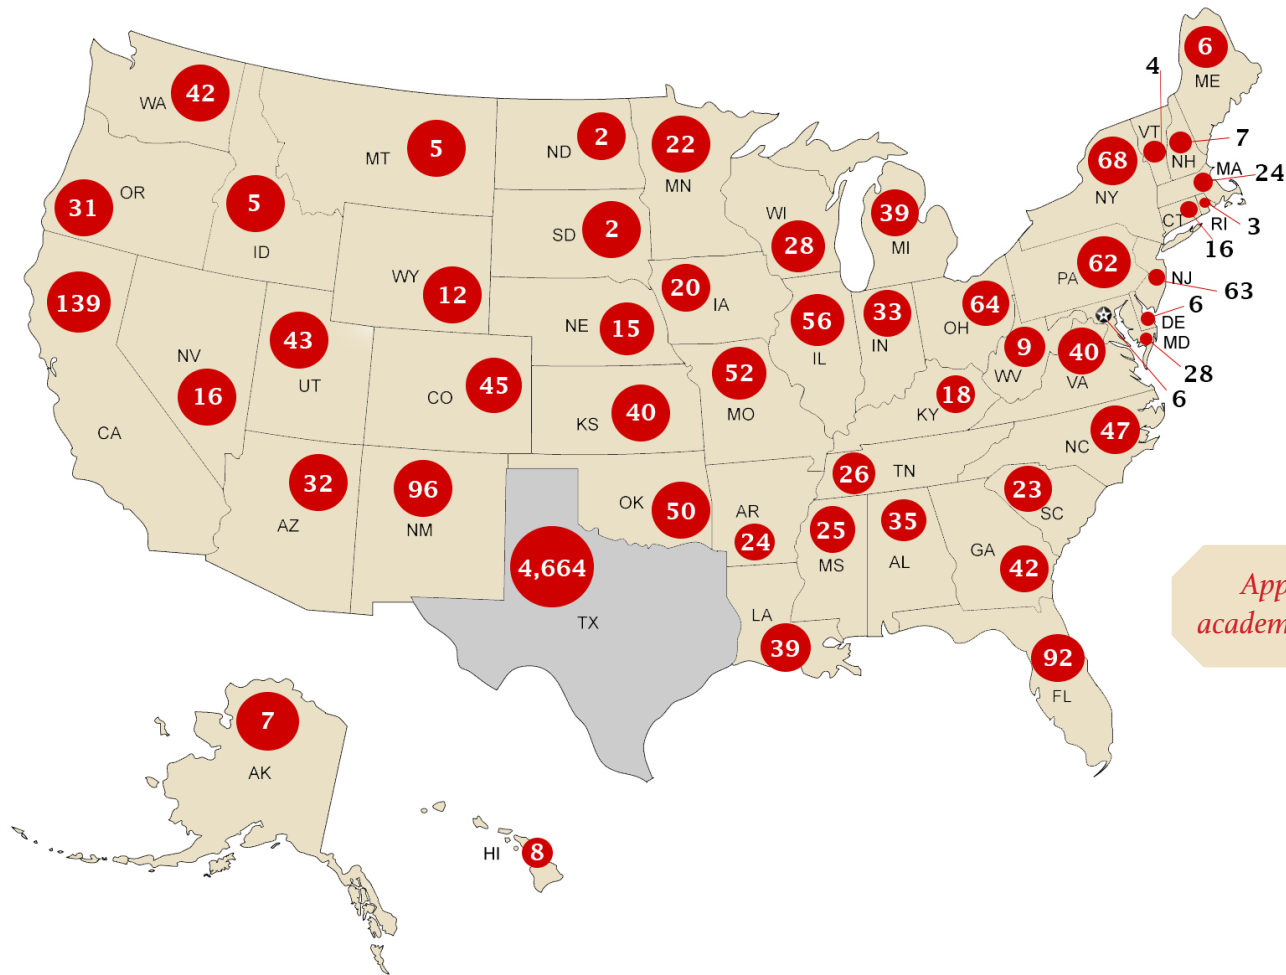 6
ME
4
WA
42
VT
7
ND
2
22
MN
MT
5
68
NY
NH
MA
24
OR
31
5
ID
SD
2
WI
28
39
MI
CT
RI
3
16
139
WY
12
20
IA
PA
62
NJ
63
43
UT
NE
15
56
IL
33
IN
OH
64
6
DE
MD
NV
16
CO
45
52
MO
9
WV
40
VA
28
6
KS
40
KY
18
CA
47
NC
32
AZ
96
NM
OK
50
AR
24
26
TN
23
SC
25
MS
35
AL
GA
42
4,664
TX
App
academ
LA
39
92
FL
7
AK
HI
8